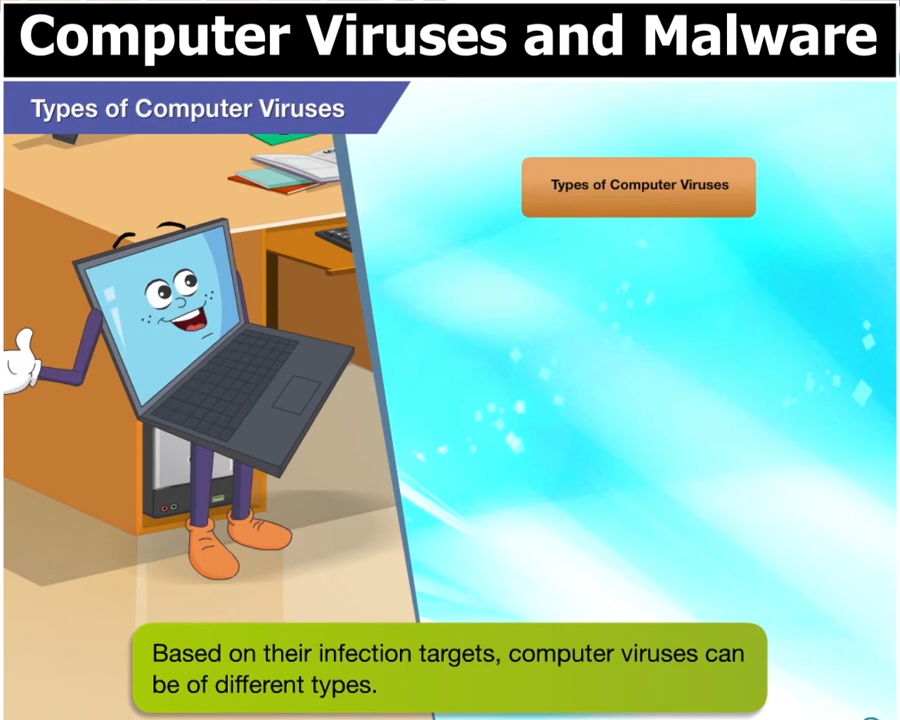 Computer Viruses and Malware
Types of Computer Viruses
Types of Computer Viruses
Based on their infection targets, computer viruses can
be of different types.